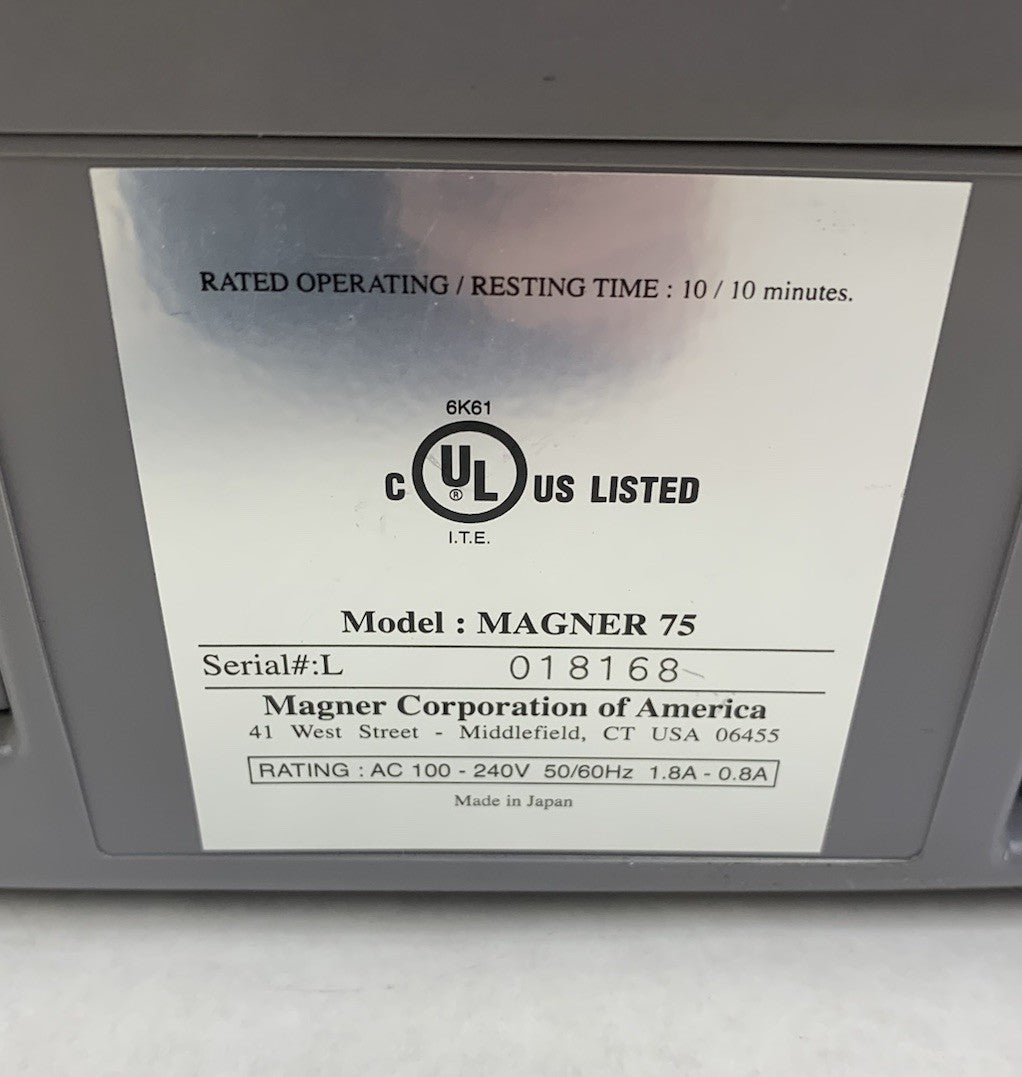 RATED OPERATING / RESTING TIME : 10 / 10 minutes.
6K61
C UL ® US LISTED
I.T.E.
Model : MAGNER 75
Serial#:L 018168
Magner Corporation of America
41 West Street - Middlefield, CT USA 06455
RATING : AC 100 - 240V 50/60Hz 1.8A - 0.8A
Made in Japan